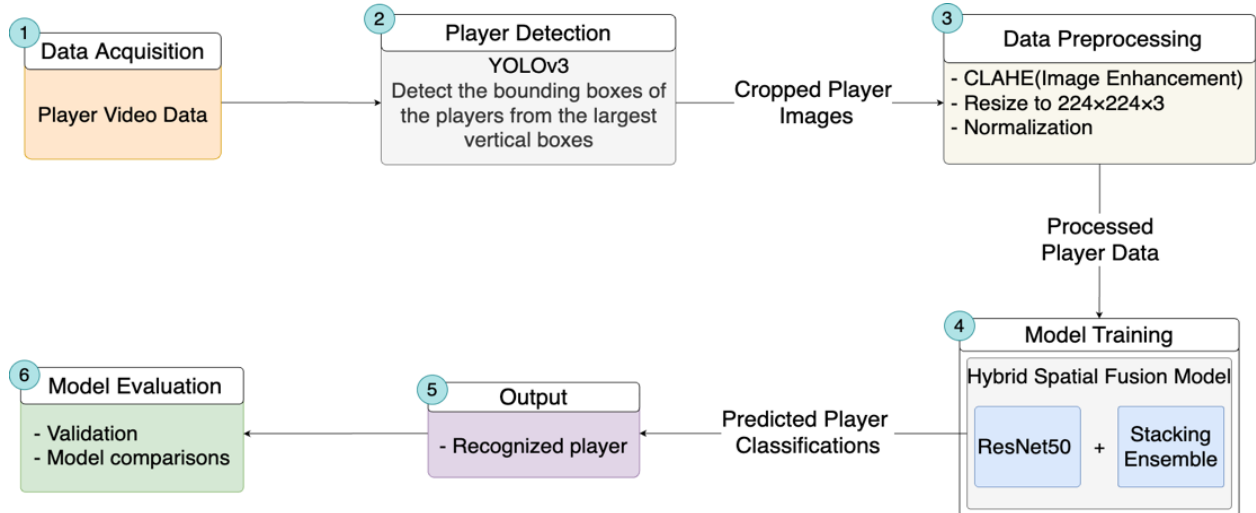 1
Data Acquisition
Player Video Data
2
Player Detection
YOLOv3
Detect the bounding boxes of
the players from the largest
vertical boxes
Cropped Player
Images
3
Data Preprocessing
- CLAHE(Image Enhancement)
- Resize to 224×224×3
- Normalization
Processed
Player Data
4
Model Training
Hybrid Spatial Fusion Model
ResNet50
+
Stacking
Ensemble
Predicted Player
Classifications
5
Output
- Recognized player
6
Model Evaluation
- Validation
- Model comparisons